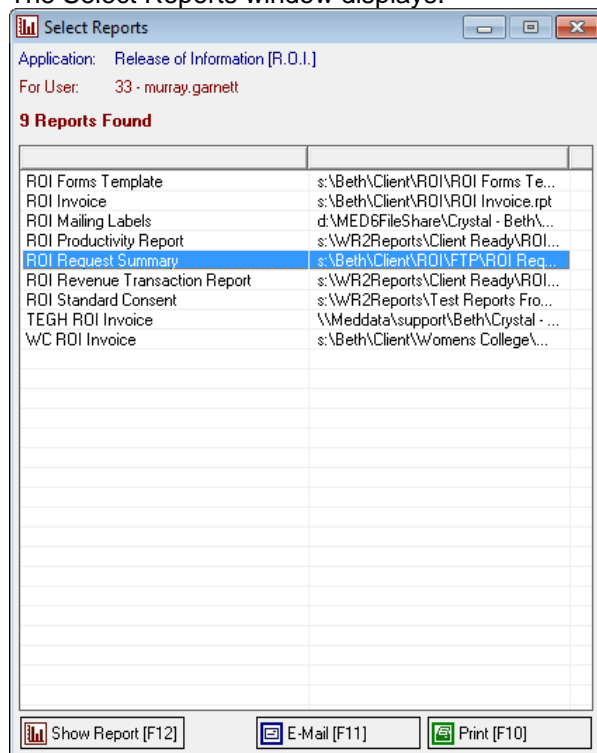 The Select Reports window displays.
Select Reports
Application: Release of Information [R.O.I.]
For User: 33 - murray.garnett
9 Reports Found
ROI Forms Template s:\Beth\Client\ROI\ROI Forms Te...
ROI Invoice s:\Beth\Client\ROI\ROI Invoice.rpt
ROI Mailing Labels d:\MED6FileShare\Crystal - Beth\...
ROI Productivity Report s:\WR2Reports\Client Ready\ROI...
ROI Request Summary s:\Beth\Client\ROI\FTP\ROI Req...
ROI Revenue Transaction Report s:\WR2Reports\Client Ready\ROI...
ROI Standard Consent s:\WR2Reports\Test Reports Fro...
TEGH ROI Invoice \\Meddata\support\Beth\Crystal - ...
WC ROI Invoice s:\Beth\Client\Womens College\...
Show Report [F12] E-Mail [F11] Print [F10]